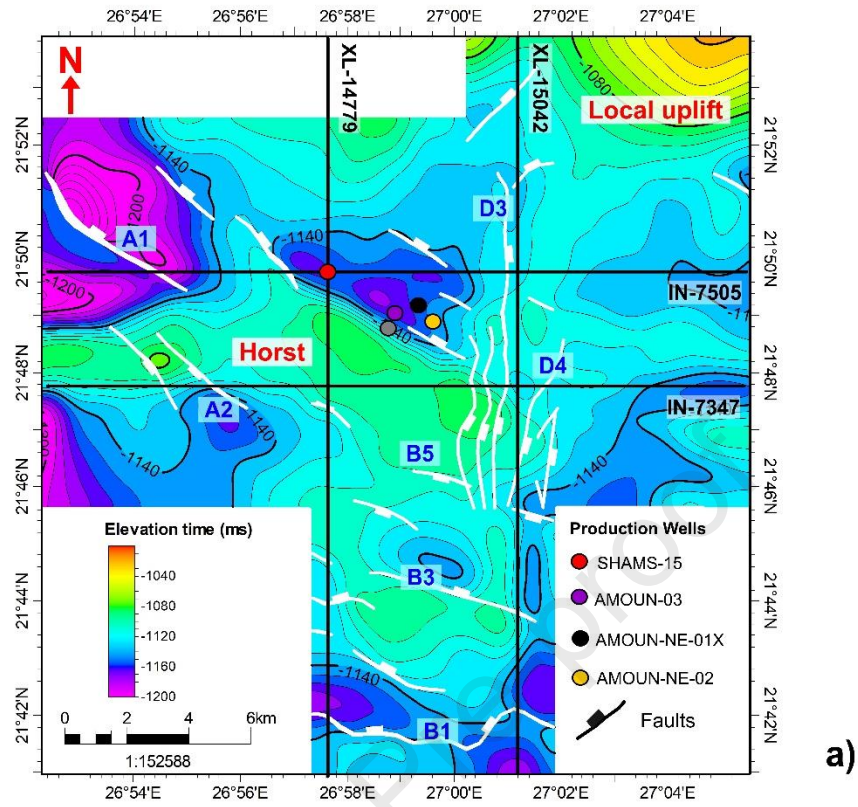 26°54'E 26°56'E 26°58'E 27°00'E 27°02'E 27°04'E
N
XL-14779
XL-15042
-1080
Local uplift
21°52'N
21°52'N
-1140
-1200
A1
D3
-1140
21°50'N
21°50'N
-1200
IN-7505
-1140
Horst
D4
21°48'N
21°48'N
A2
-1140
IN-7347
-1140
B5
-1140
21°46'N
21°46'N
Elevation time (ms)
-1040
-1080
-1120
-1160
-1200
B3
21°44'N
21°44'N
Production Wells
SHAMS-15
AMOUN-03
AMOUN-NE-01X
AMOUN-NE-02
Faults
-1140
0 2 4 6km
1:152588
21°42'N
21°42'N
B1
a)
26°54'E 26°56'E 26°58'E 27°00'E 27°02'E 27°04'E